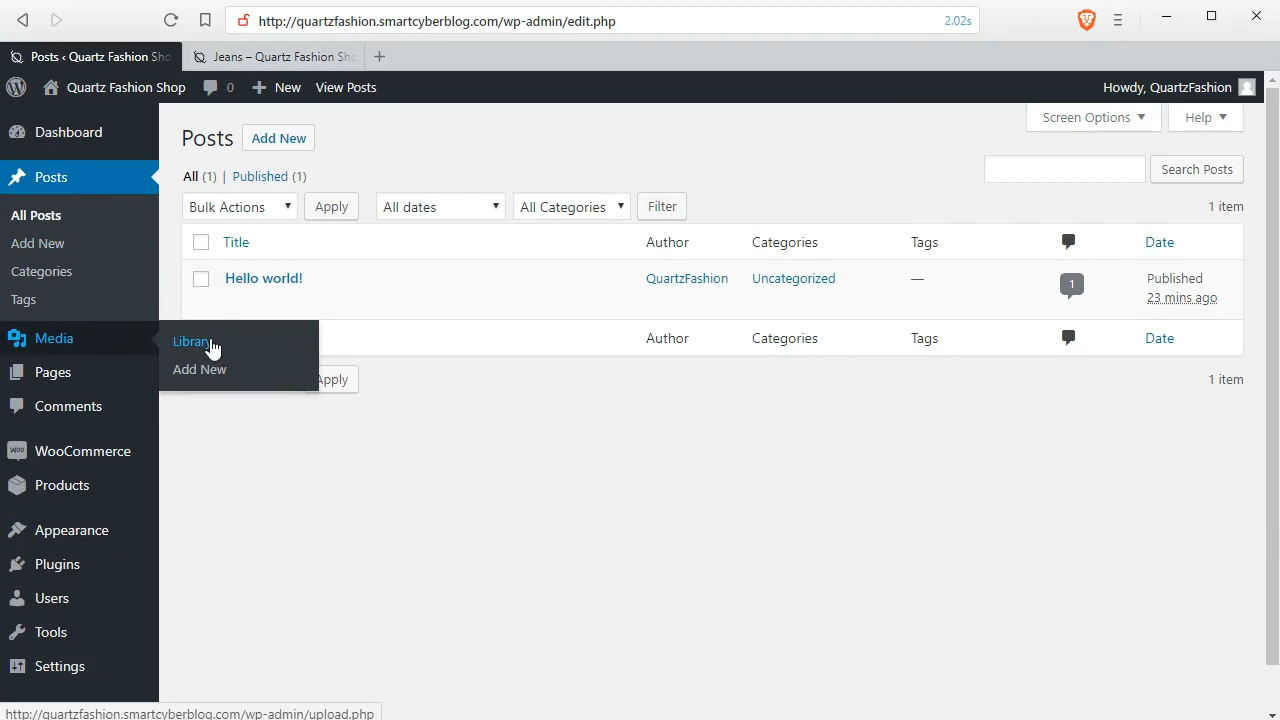 http://quartzfashion.smartcyberblog.com/wp-admin/edit.php 2.02s
Posts ‹ Quartz Fashion Sho Jeans – Quartz Fashion Sho
Quartz Fashion Shop 0 New View Posts Howdy, QuartzFashion
Screen Options Help
Dashboard
Posts
All Posts
Add New
Categories
Tags
Media
Library
Add New
Pages
Comments
WOO WooCommerce
Products
Appearance
Plugins
Users
Tools
Settings
Posts Add New
All (1) | Published (1)
Search Posts
Bulk Actions Apply All dates All Categories Filter 1 item
Title Author Categories Tags Date
Hello world! QuartzFashion Uncategorized — 1 Published
23 mins ago
Author Categories Tags Date
Apply 1 item
http://quartzfashion.smartcyberblog.com/wp-admin/upload.php